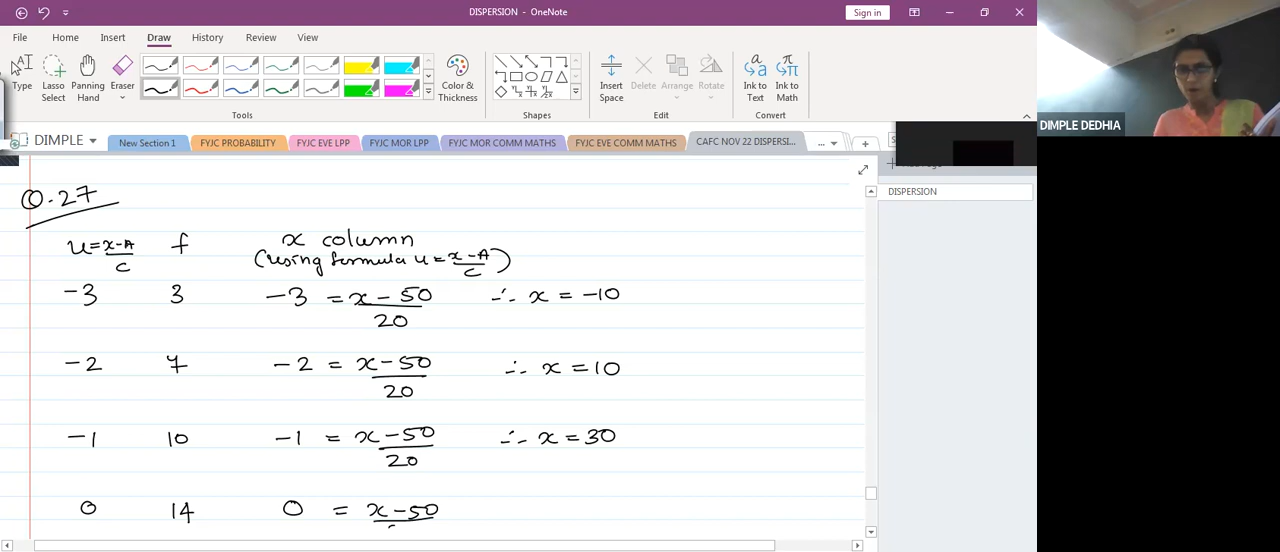 DISPERSION - OneNote
Sign in
File Home Insert Draw History Review View
Type
Lasso Select
Panning Hand
Eraser
Color & Thickness
Insert Space
Delete
Arrange
Rotate
Ink to Text
Ink to Math
Tools
Shapes
Edit
Convert
DIMPLE
New Section 1
FYJC PROBABILITY
FYJC EVE LPP
FYJC MOR LPP
FYJC MOR COMM MATHS
FYJC EVE COMM MATHS
CAFC NOV 22 DISPERSI...
DISPERSION
DIMPLE DEDHIA
Q.27
u = x-A/C f x column
(using formula u = x-A/C)
-3 3 -3 = x - 50/20 ∴ x = -10
-2 7 -2 = x - 50/20 ∴ x = 10
-1 10 -1 = x - 50/20 ∴ x = 30
0 14 0 = x - 50